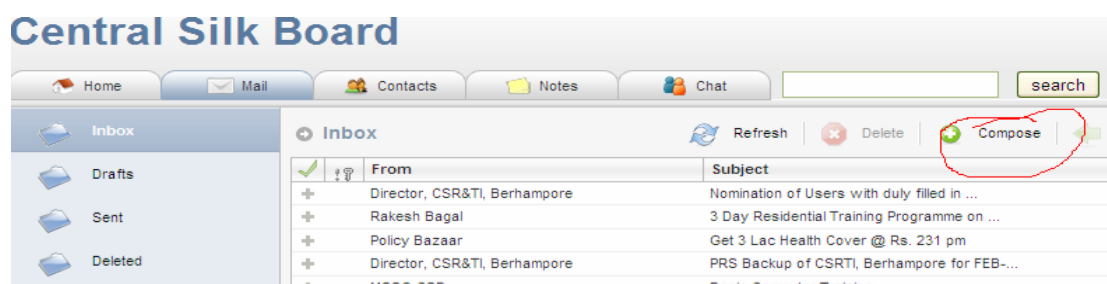 Central Silk Board
Home Mail Contacts Notes Chat search
Inbox
Drafts
Sent
Deleted
Inbox Refresh Delete Compose
From Subject
Director, CSR&TI, Berhampore Nomination of Users with duly filled in ...
Rakesh Bagal 3 Day Residential Training Programme on ...
Policy Bazaar Get 3 Lac Health Cover @ Rs. 231 pm
Director, CSR&TI, Berhampore PRS Backup of CSRTI, Berhampore for FEB-...